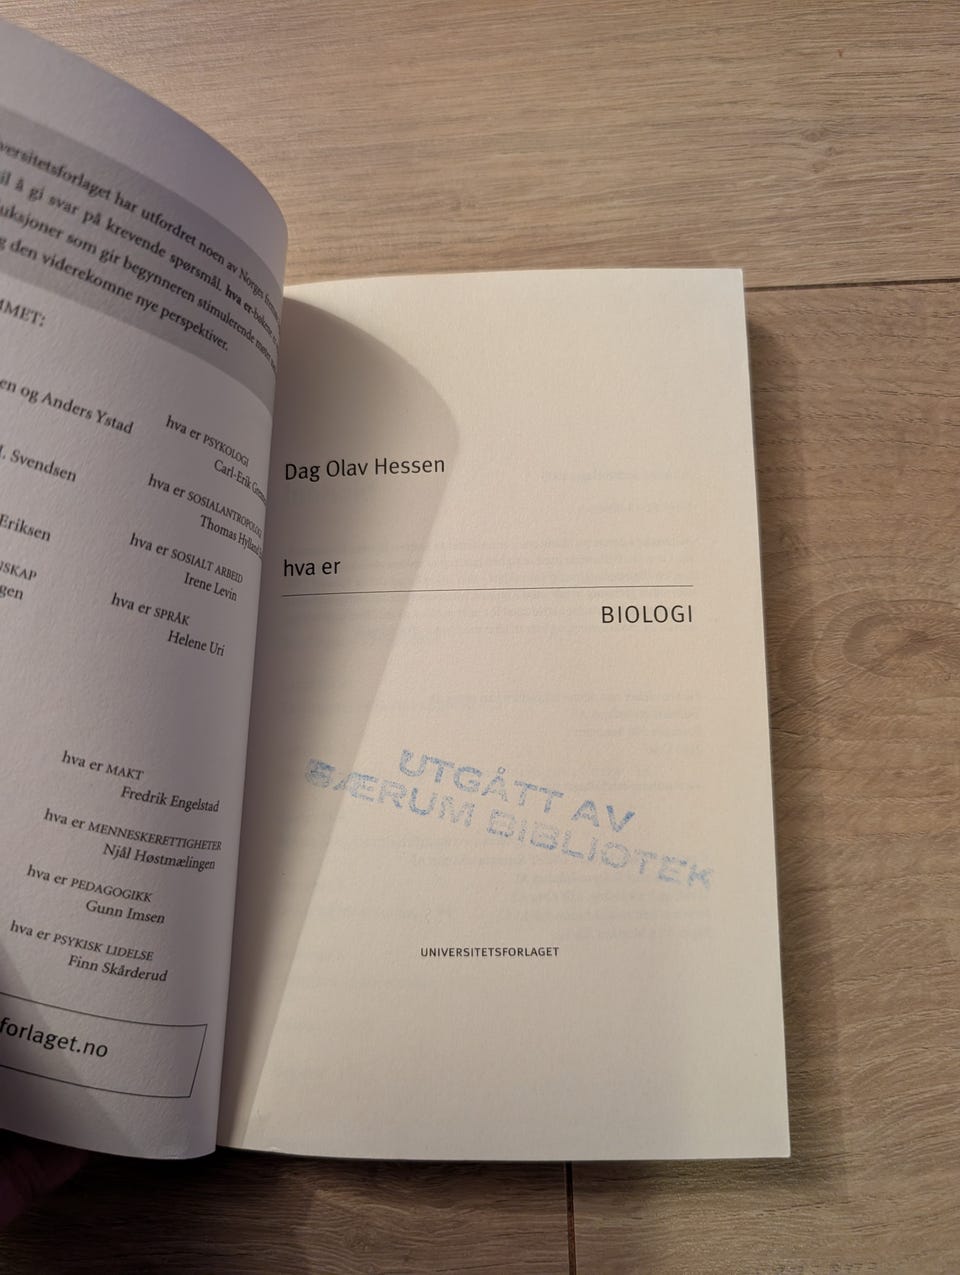 versitetsforlaget har utfordret noen av Norges
il å gi svar på krevende spørsmål. hva er-bøkene
uksjoner som gir begynneren stimulerende
g den viderekomne nye perspektiver.
MMET:
en og Anders Ystad
. Svendsen
Eriksen
NSKAP
gen
hva er PSYKOLOGI
Carl-Erik
hva er SOSIALANTROPOLOGI
Thomas Hylland
hva er SOSIALT ARBEID
Irene Levin
hva er SPRÅK
Helene Uri
hva er MAKT
Fredrik Engelstad
hva er MENNESKERETTIGHETER
Njål Høstmælingen
hva er PEDAGOGIKK
Gunn Imsen
hva er PSYKISK LIDELSE
Finn Skårderud
forlaget.no
Dag Olav Hessen
hva er
BIOLOGI
UTGÅTT AV
BÆRUM BIBLIOTEK
UNIVERSITETSFORLAGET